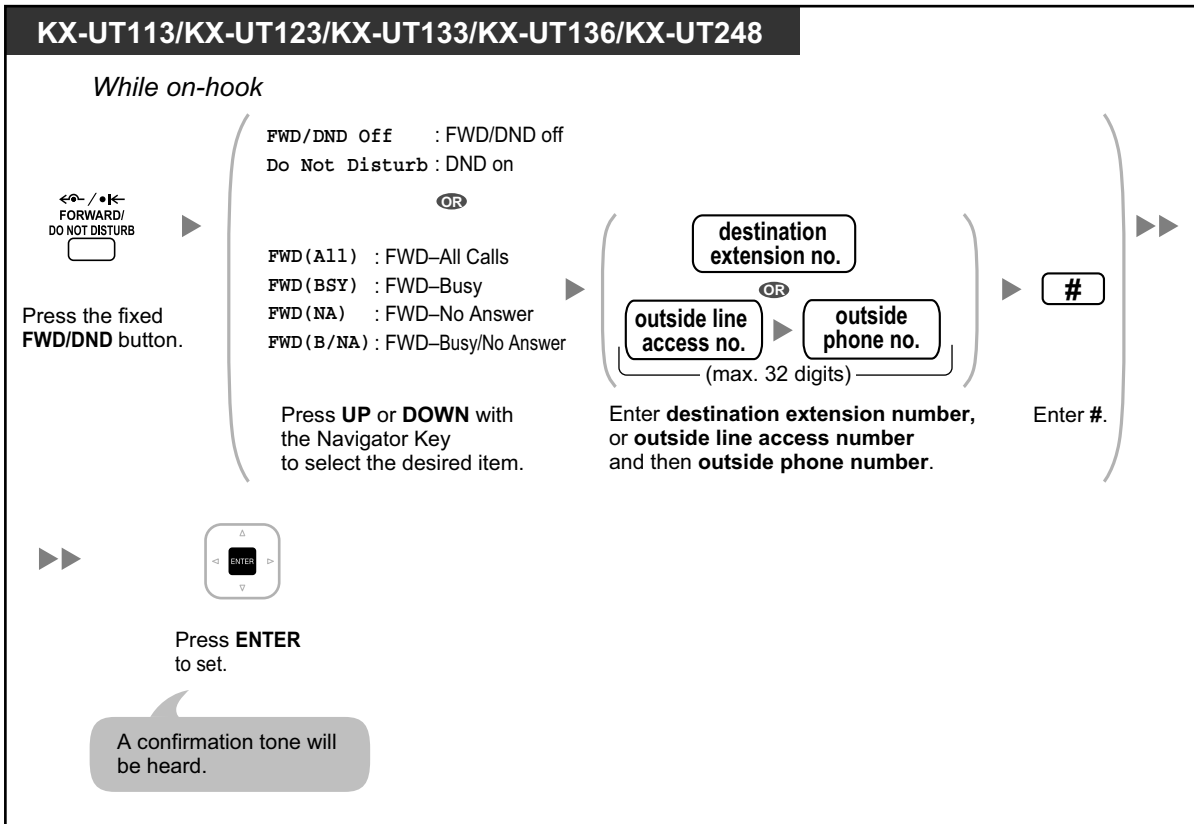 KX-UT113/KX-UT123/KX-UT133/KX-UT136/KX-UT248
While on-hook
FORWARD/
DO NOT DISTURB
Press the fixed
FWD/DND button.
FWD/DND Off : FWD/DND off
Do Not Disturb : DND on
OR
FWD(All) : FWD–All Calls
FWD(BSY) : FWD–Busy
FWD(NA) : FWD–No Answer
FWD(B/NA) : FWD–Busy/No Answer
Press UP or DOWN with
the Navigator Key
to select the desired item.
destination
extension no.
OR
outside line
access no.
outside
phone no.
(max. 32 digits)
Enter destination extension number,
or outside line access number
and then outside phone number.
#
Enter #.
ENTER
Press ENTER
to set.
A confirmation tone will
be heard.